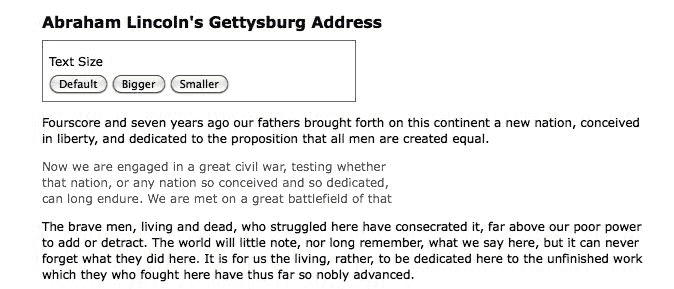 Abraham Lincoln's Gettysburg Address
Text Size
Default Bigger Smaller
Fourscore and seven years ago our fathers brought forth on this continent a new nation, conceived
in liberty, and dedicated to the proposition that all men are created equal.
Now we are engaged in a great civil war, testing whether
that nation, or any nation so conceived and so dedicated,
can long endure. We are met on a great battlefield of that
The brave men, living and dead, who struggled here have consecrated it, far above our poor power
to add or detract. The world will little note, nor long remember, what we say here, but it can never
forget what they did here. It is for us the living, rather, to be dedicated here to the unfinished work
which they who fought here have thus far so nobly advanced.